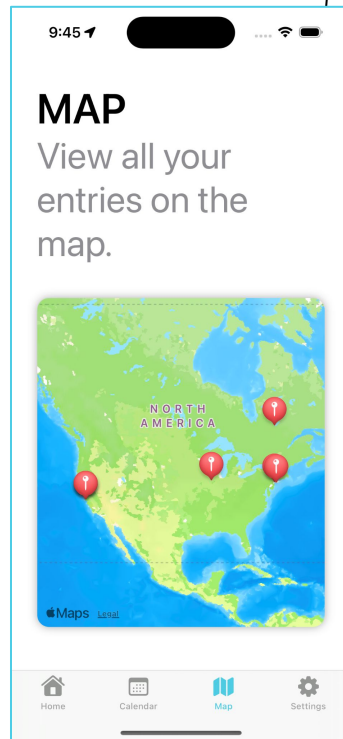 9:45
MAP
View all your
entries on the
map.
NORTH
AMERICA
Maps Legal
Home Calendar Map Settings